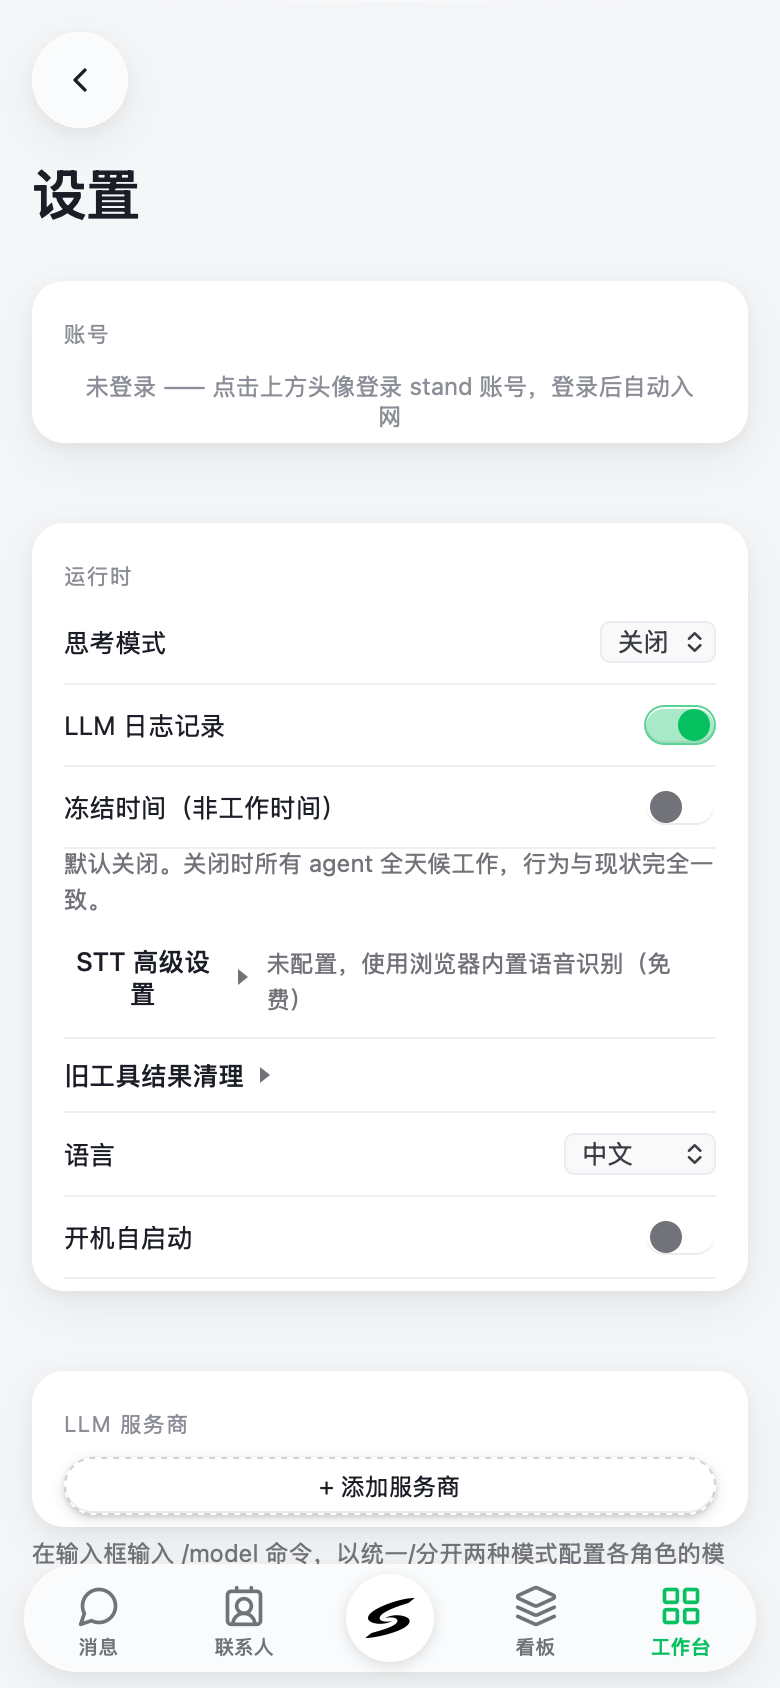 设置
账号
未登录 —— 点击上方头像登录 stand 账号，登录后自动入
网
运行时
思考模式 关闭
LLM 日志记录
冻结时间（非工作时间）
默认关闭。关闭时所有 agent 全天候工作，行为与现状完全一
致。
STT 高级设
置
未配置，使用浏览器内置语音识别（免
费）
旧工具结果清理
语言 中文
开机自启动
LLM 服务商
+ 添加服务商
在输入框输入 /model 命令，以统一/分开两种模式配置各角色的模
消息 联系人 看板 工作台